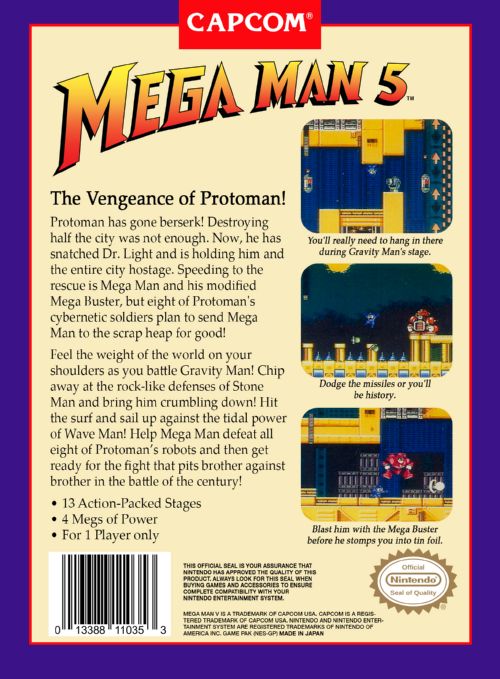 CAPCOM®
MEGA MAN 5™
The Vengeance of Protoman!
Protoman has gone berserk! Destroying
half the city was not enough. Now, he has
snatched Dr. Light and is holding him and
the entire city hostage. Speeding to the
rescue is Mega Man and his modified
Mega Buster, but eight of Protoman's
cybernetic soldiers plan to send Mega
Man to the scrap heap for good!
Feel the weight of the world on your
shoulders as you battle Gravity Man! Chip
away at the rock-like defenses of Stone
Man and bring him crumbling down! Hit
the surf and sail up against the tidal power
of Wave Man! Help Mega Man defeat all
eight of Protoman's robots and then get
ready for the fight that pits brother against
brother in the battle of the century!
• 13 Action-Packed Stages
• 4 Megs of Power
• For 1 Player only
You'll really need to hang in there
during Gravity Man's stage.
Dodge the missiles or you'll
be history.
Blast him with the Mega Buster
before he stomps you into tin foil.
0 13388 11035 3
THIS OFFICIAL SEAL IS YOUR ASSURANCE THAT
NINTENDO HAS APPROVED THE QUALITY OF THIS
PRODUCT. ALWAYS LOOK FOR THIS SEAL WHEN
BUYING GAMES AND ACCESSORIES TO ENSURE
COMPLETE COMPATIBILITY WITH YOUR
NINTENDO ENTERTAINMENT SYSTEM.
MEGA MAN V IS A TRADEMARK OF CAPCOM USA. CAPCOM IS A REGIS-
TERED TRADEMARK OF CAPCOM USA. NINTENDO AND NINTENDO ENTER-
TAINMENT SYSTEM ARE REGISTERED TRADEMARKS OF NINTENDO OF
AMERICA INC. GAME PAK (NES-GP) MADE IN JAPAN
Official
Nintendo
Seal of Quality
®